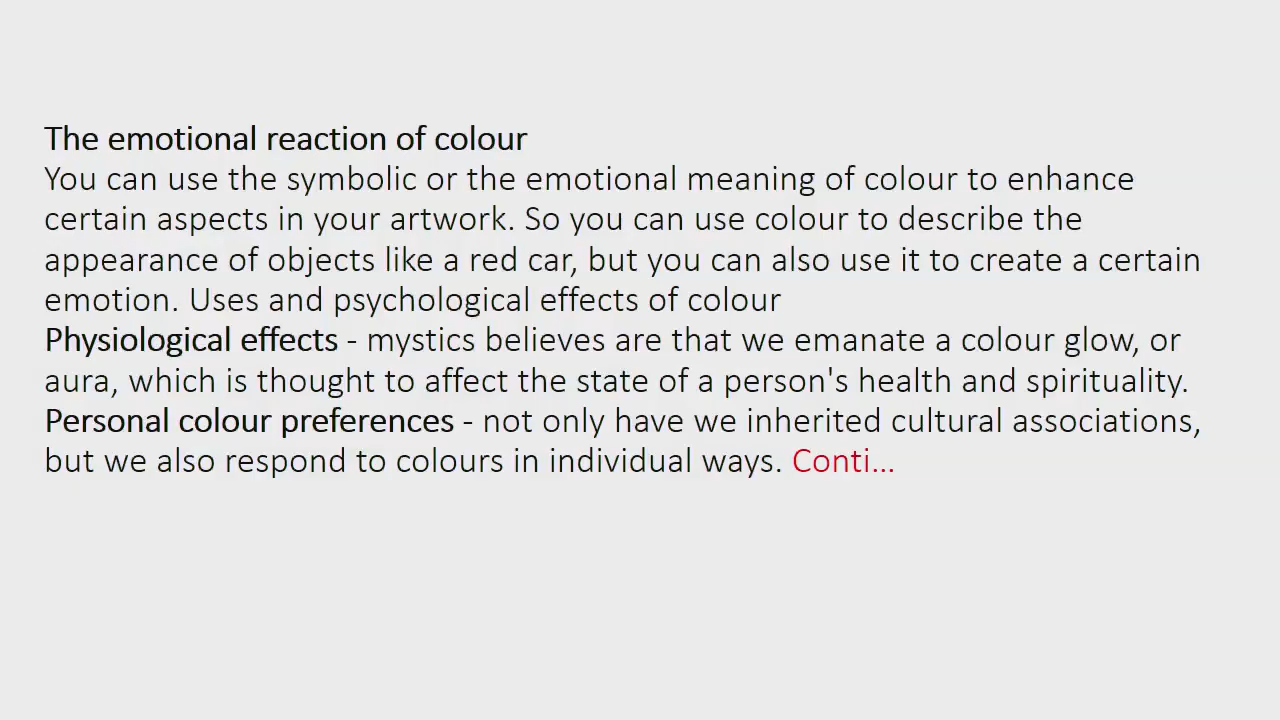 The emotional reaction of colour
You can use the symbolic or the emotional meaning of colour to enhance
certain aspects in your artwork. So you can use colour to describe the
appearance of objects like a red car, but you can also use it to create a certain
emotion. Uses and psychological effects of colour
Physiological effects - mystics believes are that we emanate a colour glow, or
aura, which is thought to affect the state of a person's health and spirituality.
Personal colour preferences - not only have we inherited cultural associations,
but we also respond to colours in individual ways. Conti...